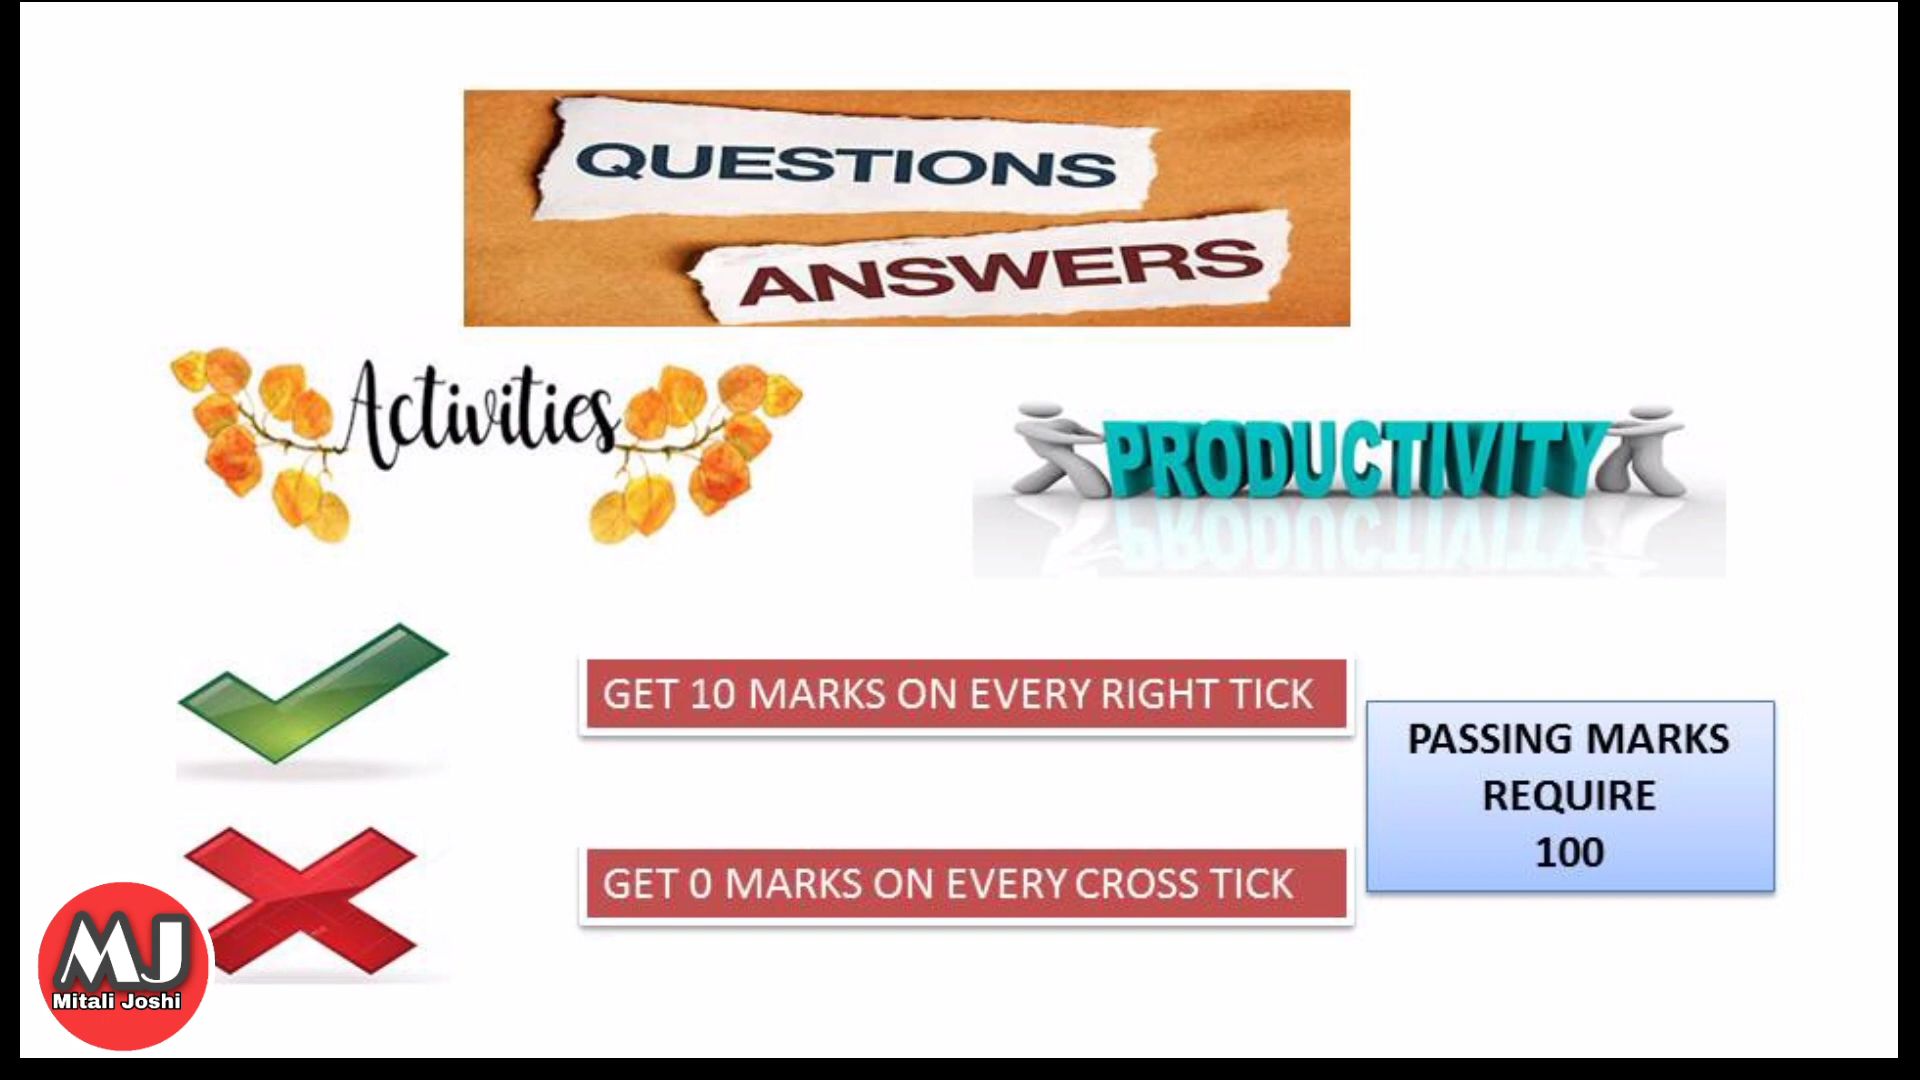 QUESTIONS
ANSWERS
Activities
PRODUCTIVITY
GET 10 MARKS ON EVERY RIGHT TICK
PASSING MARKS
REQUIRE
100
GET 0 MARKS ON EVERY CROSS TICK
MJ
Mitali Joshi